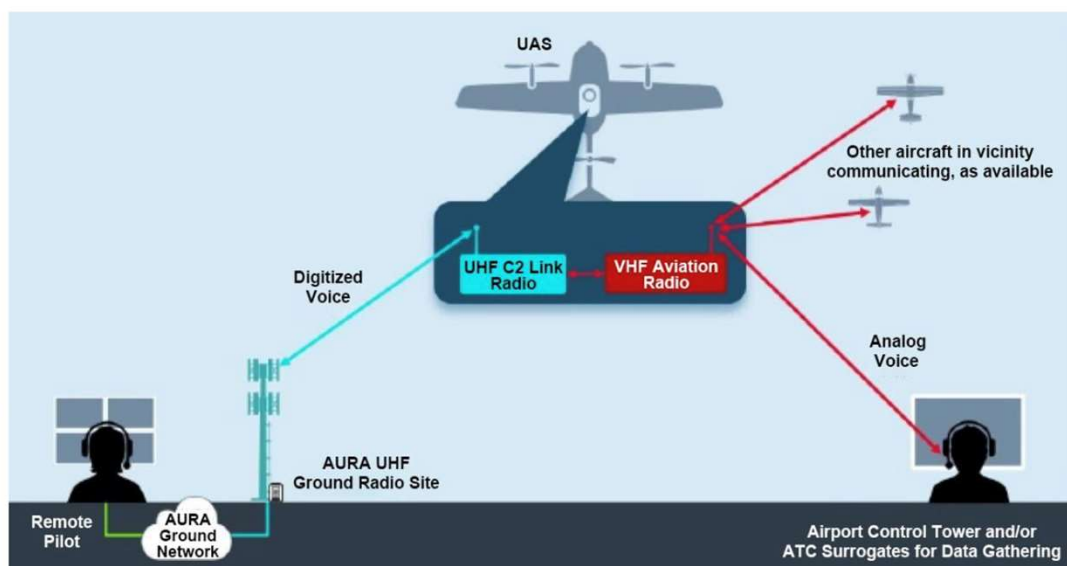 UAS
Other aircraft in vicinity
communicating, as available
UHF C2 Link
Radio
VHF Aviation
Radio
Digitized
Voice
Analog
Voice
AURA UHF
Ground Radio Site
Remote
Pilot
AURA
Ground
Network
Airport Control Tower and/or
ATC Surrogates for Data Gathering